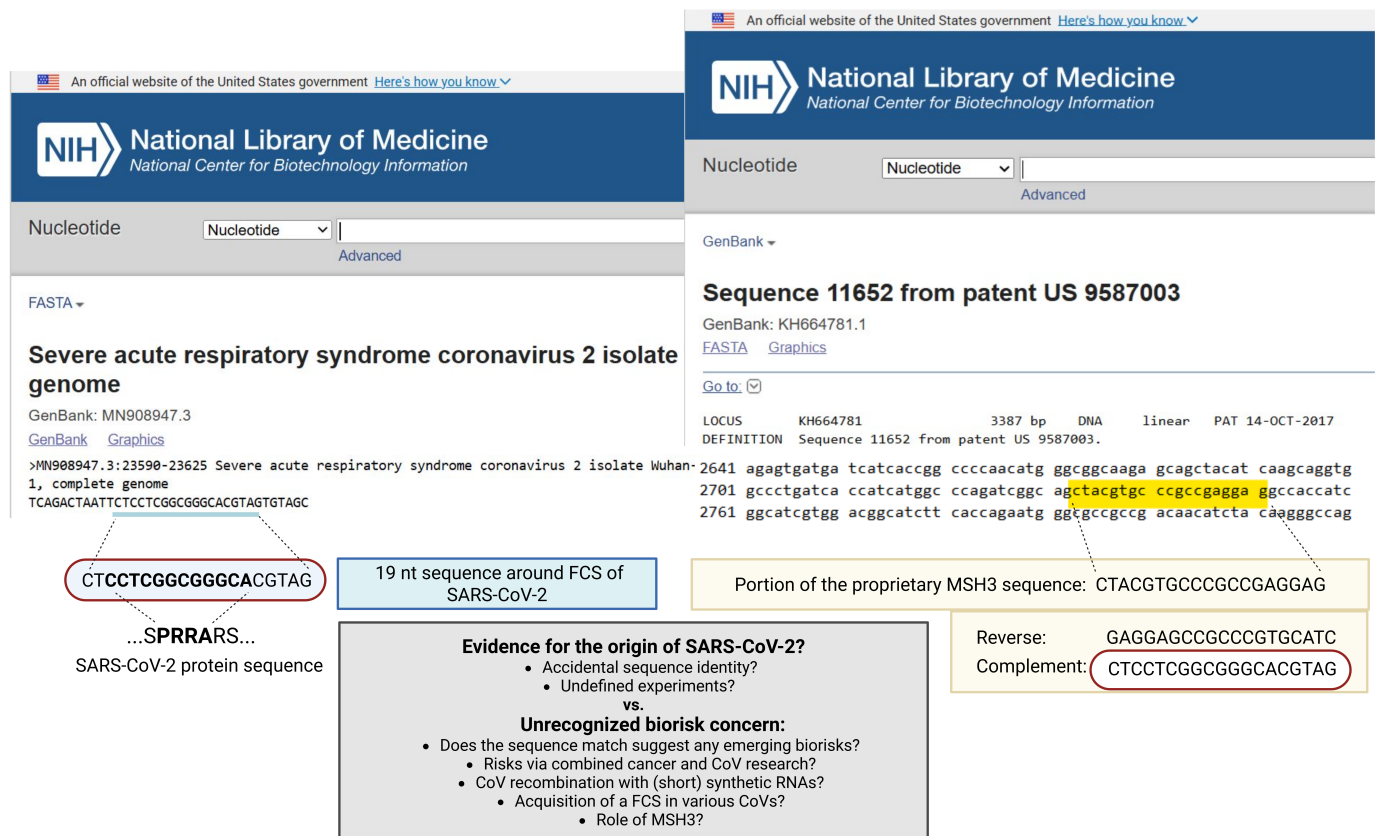 An official website of the United States government Here's how you know
NIH
National Library of Medicine
National Center for Biotechnology Information
Nucleotide
Nucleotide
Advanced
FASTA
Severe acute respiratory syndrome coronavirus 2 isolate
genome
GenBank: MN908947.3
GenBank Graphics
>MN908947.3:23590-23625 Severe acute respiratory syndrome coronavirus 2 isolate Wuhan-
1, complete genome
TCAGACTAATTCTCCTCGGCGGGCACGTAGTGTAGC
CTCCTCGGCGGGCACGTAG
...SPRRARS...
SARS-CoV-2 protein sequence
19 nt sequence around FCS of
SARS-CoV-2
An official website of the United States government Here's how you know
NIH
National Library of Medicine
National Center for Biotechnology Information
Nucleotide
Nucleotide
Advanced
GenBank
Sequence 11652 from patent US 9587003
GenBank: KH664781.1
FASTA Graphics
Go to:
LOCUS KH664781 3387 bp DNA linear PAT 14-OCT-2017
DEFINITION Sequence 11652 from patent US 9587003.
2641 agagtgatga tcatcaccgg ccccaacatg ggcggcaaga gcagctacat caagcaggtg
2701 gccctgatca ccatcatggc ccagatcggc agctacgtgc ccgccgagga ggccaccatc
2761 ggcatcgtgg acggcatctt caccagaatg ggcgccgccg acaacatcta caagggccag
Portion of the proprietary MSH3 sequence: CTACGTGCCCGCCGAGGAG
Reverse: GAGGAGCCGCCCGTGCATC
Complement: CTCCTCGGCGGGCACGTAG
Evidence for the origin of SARS-CoV-2?
• Accidental sequence identity?
• Undefined experiments?
vs.
Unrecognized biorisk concern:
• Does the sequence match suggest any emerging biorisks?
• Risks via combined cancer and CoV research?
• CoV recombination with (short) synthetic RNAs?
• Acquisition of a FCS in various CoVs?
• Role of MSH3?